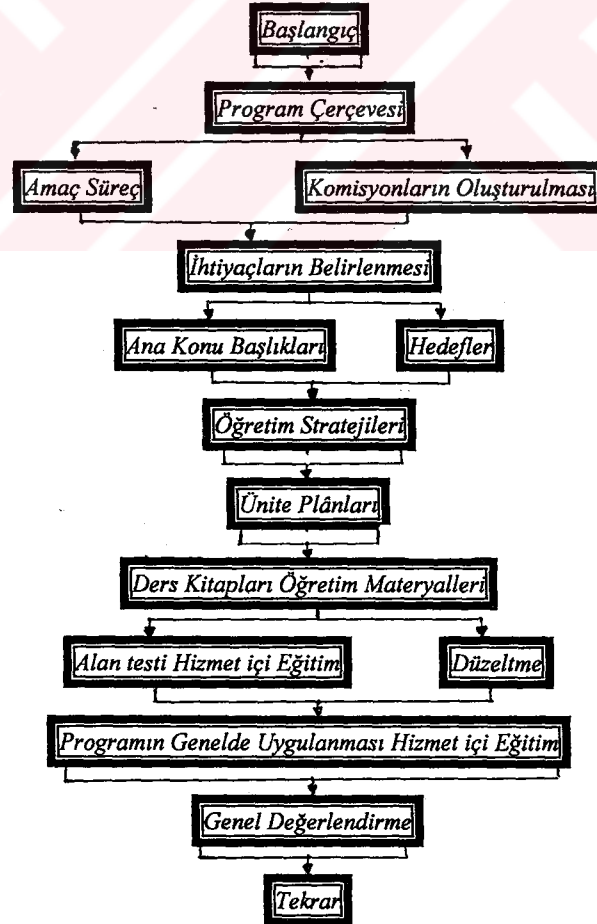 Başlangıç
Program Çerçevesi
Amaç Süreç
Komisyonların Oluşturulması
İhtiyaçların Belirlenmesi
Ana Konu Başlıkları
Hedefler
Öğretim Stratejileri
Ünite Plânları
Ders Kitapları Öğretim Materyalleri
Alan testi Hizmet içi Eğitim
Düzeltme
Programın Genelde Uygulanması Hizmet içi Eğitim
Genel Değerlendirme
Tekrar